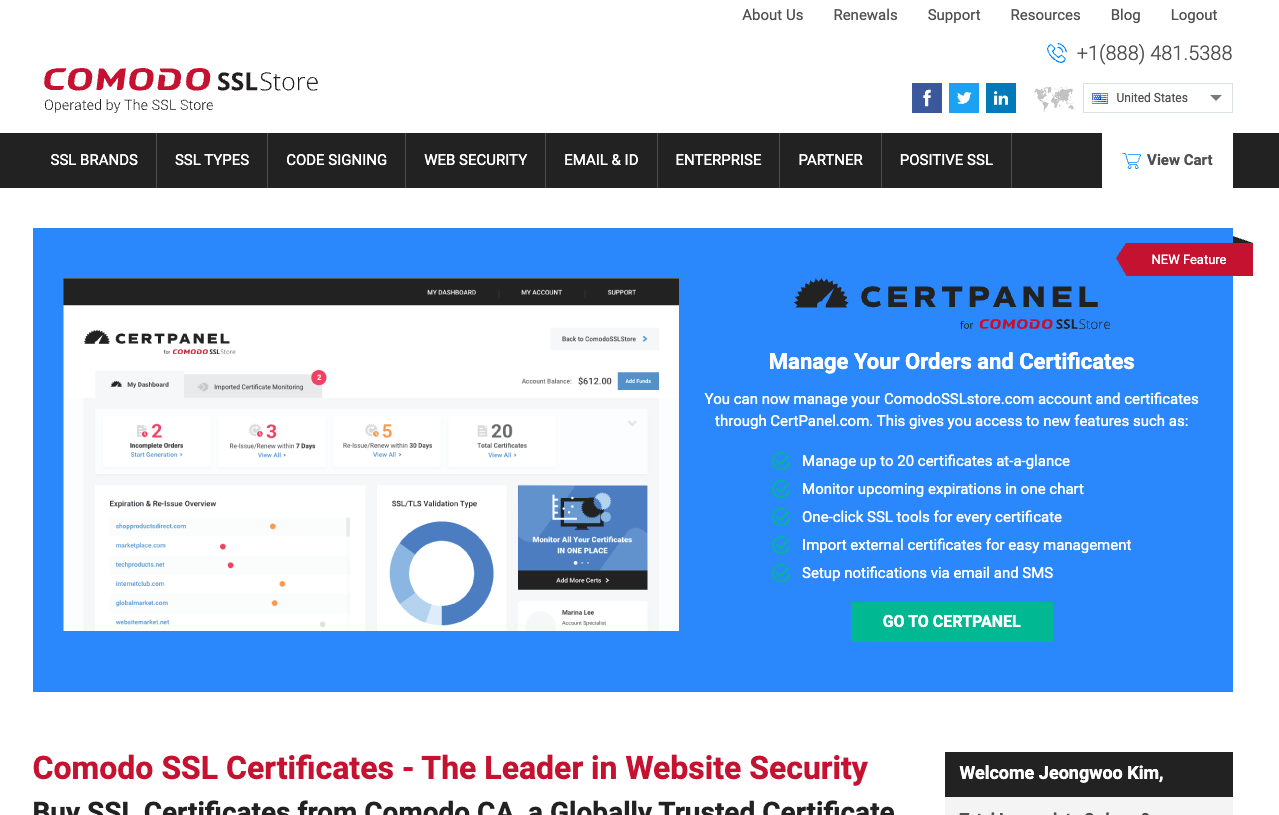 About Us Renewals Support Resources Blog Logout
+1(888) 481.5388
COMODO SSLStore
Operated by The SSL Store
United States
SSL BRANDS SSL TYPES CODE SIGNING WEB SECURITY EMAIL & ID ENTERPRISE PARTNER POSITIVE SSL View Cart
NEW Feature
MY DASHBOARD MY ACCOUNT SUPPORT
CERTPANEL
for COMODO SSLStore
Back to ComodoSSLStore
My Dashboard Imported Certificate Monitoring 2
Account Balance: $612.00 Add Funds
2 3 5 20
Incomplete Orders Re-Issue/Renew within 7 Days Re-Issue/Renew within 30 Days Total Certificates
Start Generation > View All > View All > View All >
Expiration & Re-Issue Overview
shopproductsdirect.com
marketplace.com
techproducts.net
internetclub.com
globalmarket.com
websitemarket.net
SSL/TLS Validation Type
Monitor All Your Certificates
IN ONE PLACE
Add More Certs >
Marina Lee
Account Specialist
CERTPANEL
for COMODO SSLStore
Manage Your Orders and Certificates
You can now manage your ComodoSSLstore.com account and certificates
through CertPanel.com. This gives you access to new features such as:
Manage up to 20 certificates at-a-glance
Monitor upcoming expirations in one chart
One-click SSL tools for every certificate
Import external certificates for easy management
Setup notifications via email and SMS
GO TO CERTPANEL
Comodo SSL Certificates - The Leader in Website Security
Buy SSL Certificates from Comodo CA, a Globally Trusted Certificate
Welcome Jeongwoo Kim,